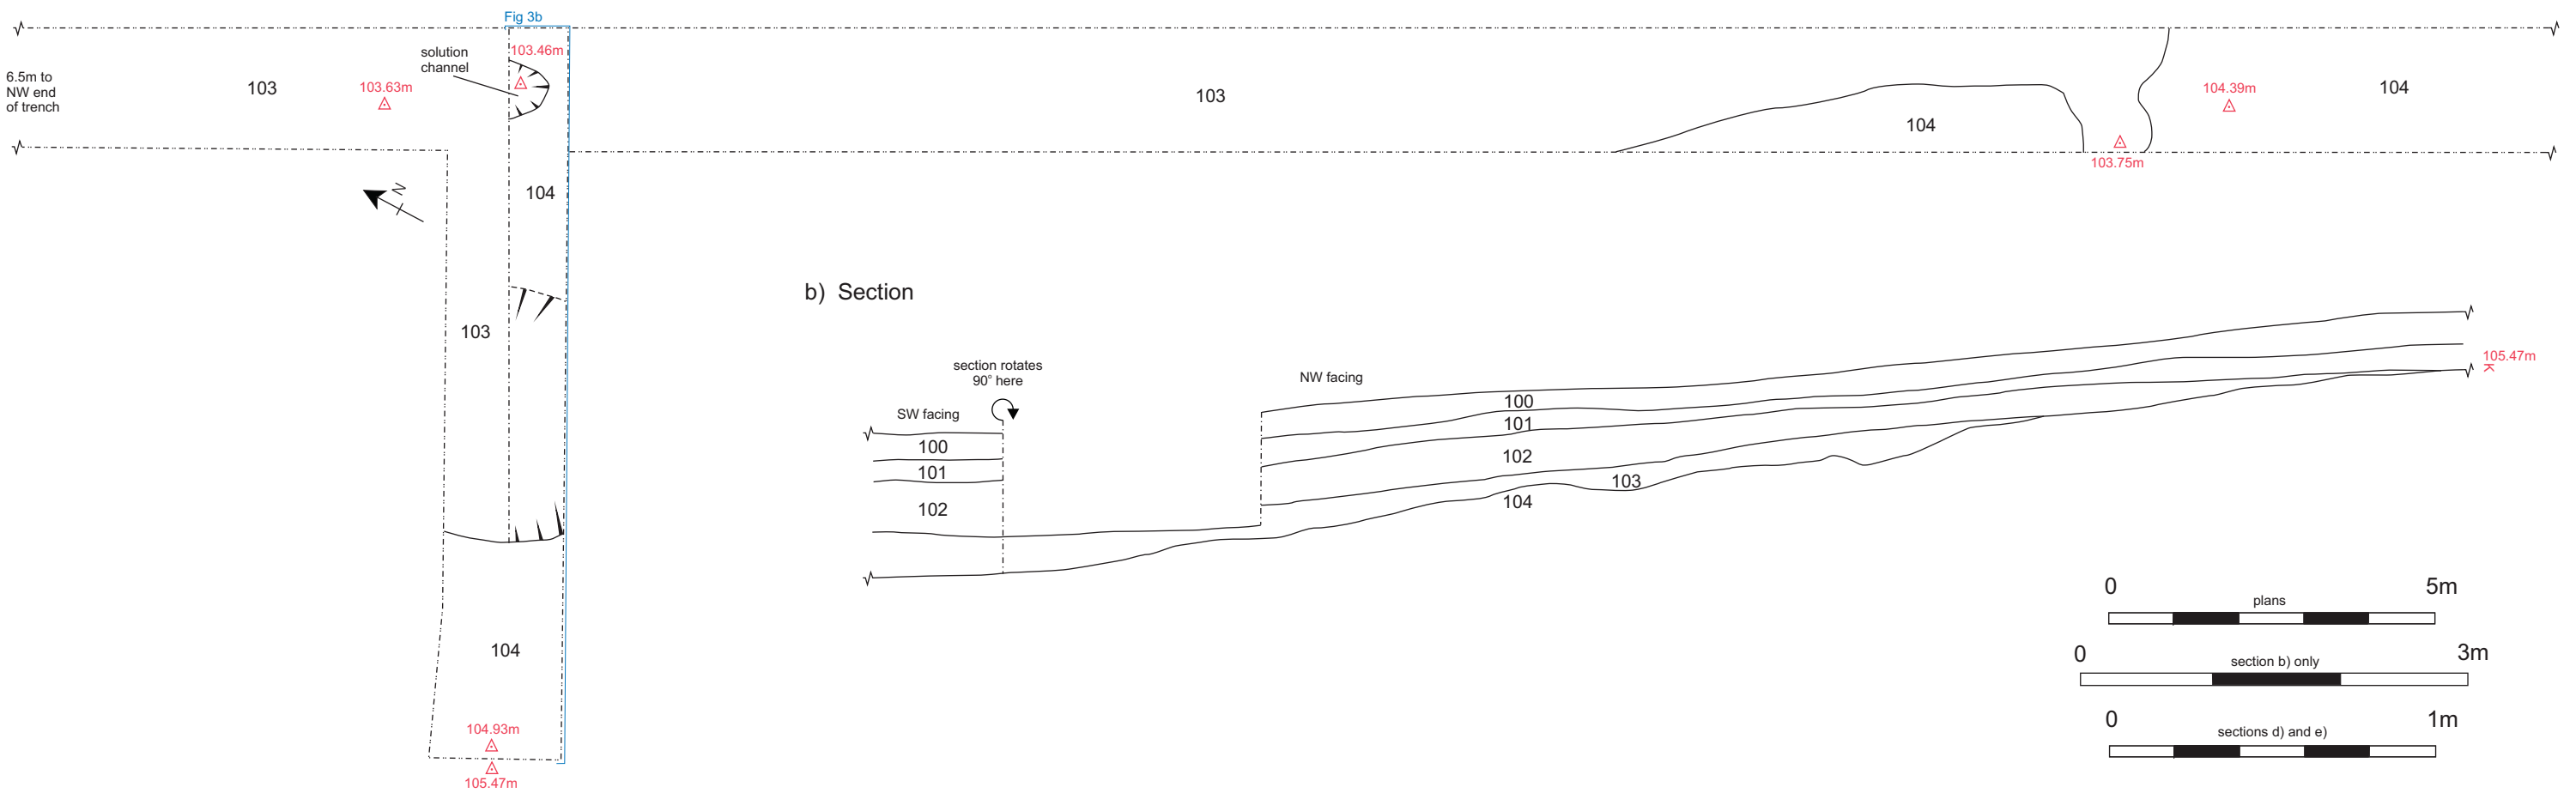 Fig 3b
solution
channel
103.46m
6.5m to
NW end
of trench
103
103.63m
103
104
103.75m
104.39m
104
N
104
103
104
104.93m
105.47m
b) Section
section rotates
90° here
SW facing
NW facing
100
101
102
100
101
102
103
104
105.47m
0 5m
plans
0 3m
section b) only
0 1m
sections d) and e)